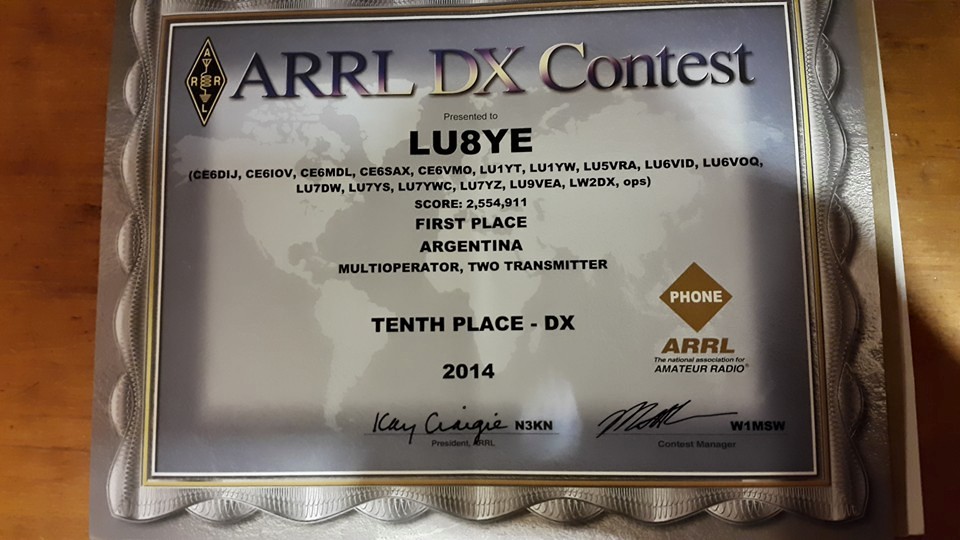 A
R R
L
ARRL DX Contest
Presented to
LU8YE
(CE6DIJ, CE6IOV, CE6MDL, CE6SAX, CE6VMO, LU1YT, LU1YW, LU5VRA, LU6VID, LU6VOQ,
LU7DW, LU7YS, LU7YWC, LU7YZ, LU9VEA, LW2DX, ops)
SCORE: 2,554,911
FIRST PLACE
ARGENTINA
MULTIOPERATOR, TWO TRANSMITTER
TENTH PLACE - DX
2014
PHONE
ARRL
The national association for
AMATEUR RADIO®
Kay Craigie N3KN
President, ARRL
W1MSW
Contest Manager